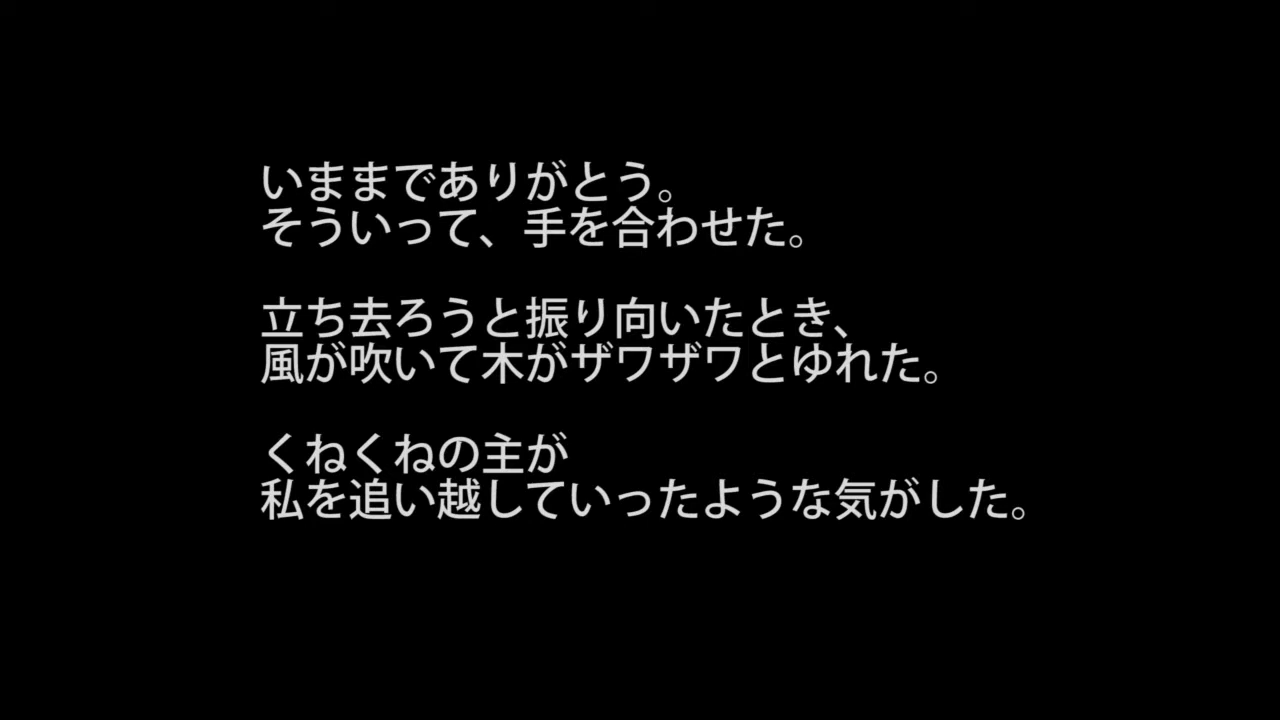 いままでありがとう。
そういって、手を合わせた。
立ち去ろうと振り向いたとき、
風が吹いて木がザワザワとゆれた。
くねくねの主が
私を追い越していったような気がした。